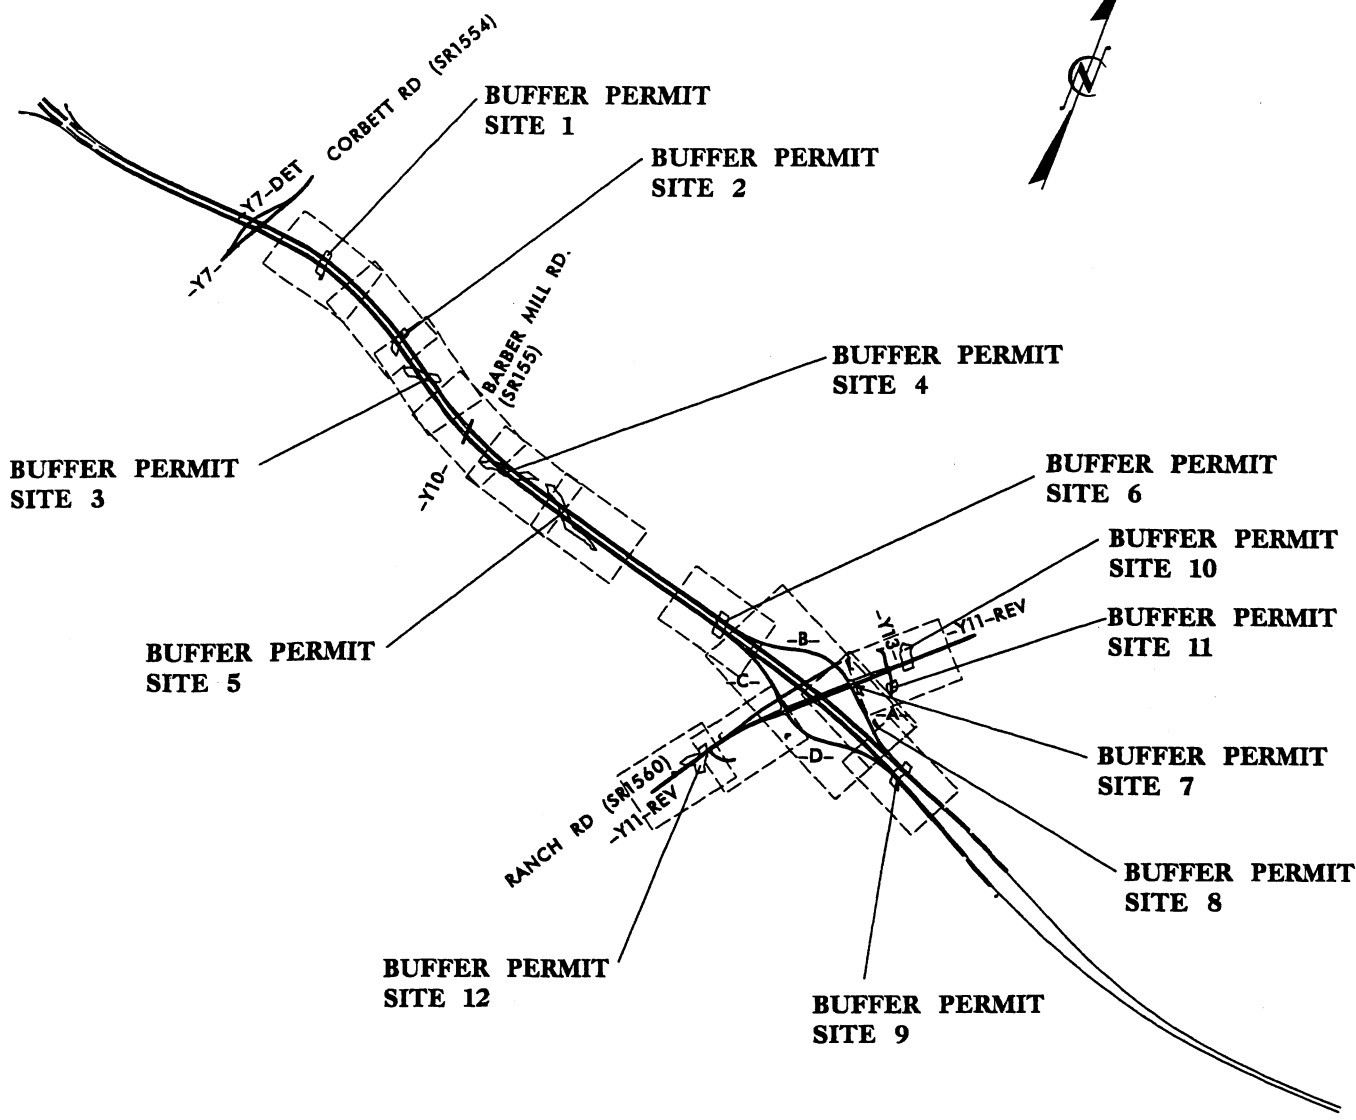 CORBETT RD (SR1554)
BUFFER PERMIT
SITE 1
BUFFER PERMIT
SITE 2
-Y7-DET
-Y7-
N
BARBER MILL RD.
(SR155)
BUFFER PERMIT
SITE 4
BUFFER PERMIT
SITE 3
-Y10-
BUFFER PERMIT
SITE 6
BUFFER PERMIT
SITE 10
BUFFER PERMIT
SITE 11
-Y11-REV
-Y13-
-B-
BUFFER PERMIT
SITE 5
-C-
-A-
-D-
BUFFER PERMIT
SITE 7
RANCH RD (SR1560)
-Y11-REV
BUFFER PERMIT
SITE 8
BUFFER PERMIT
SITE 12
BUFFER PERMIT
SITE 9